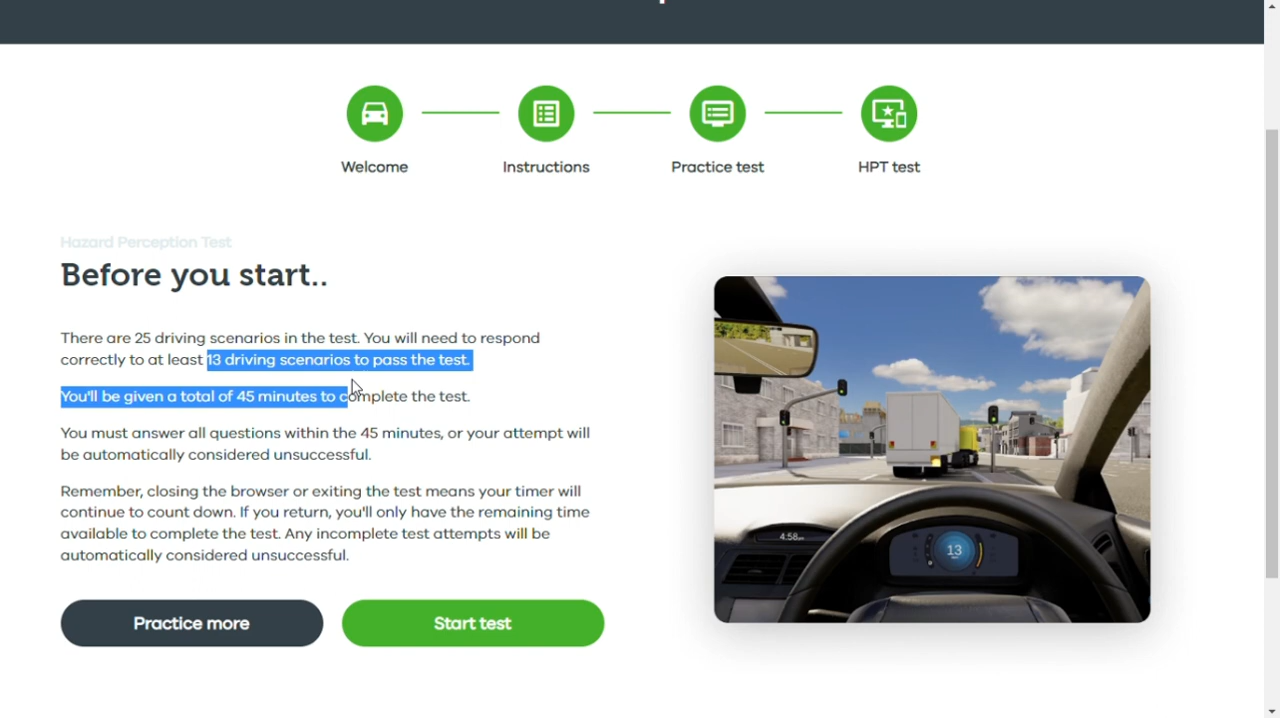 Welcome
Instructions
Practice test
HPT test
Hazard Perception Test
Before you start..
There are 25 driving scenarios in the test. You will need to respond
correctly to at least 13 driving scenarios to pass the test.
You'll be given a total of 45 minutes to complete the test.
You must answer all questions within the 45 minutes, or your attempt will
be automatically considered unsuccessful.
Remember, closing the browser or exiting the test means your timer will
continue to count down. If you return, you'll only have the remaining time
available to complete the test. Any incomplete test attempts will be
automatically considered unsuccessful.
Practice more
Start test
4:58
13